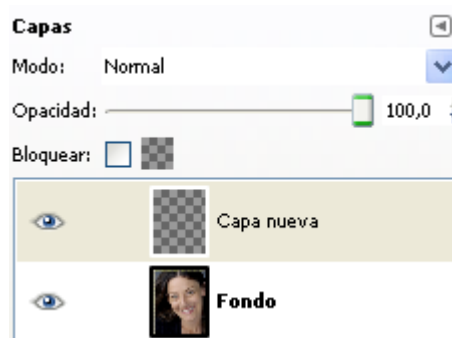 Capas
Modo: Normal
Opacidad: 100,0
Bloquear:
Capa nueva
Fondo